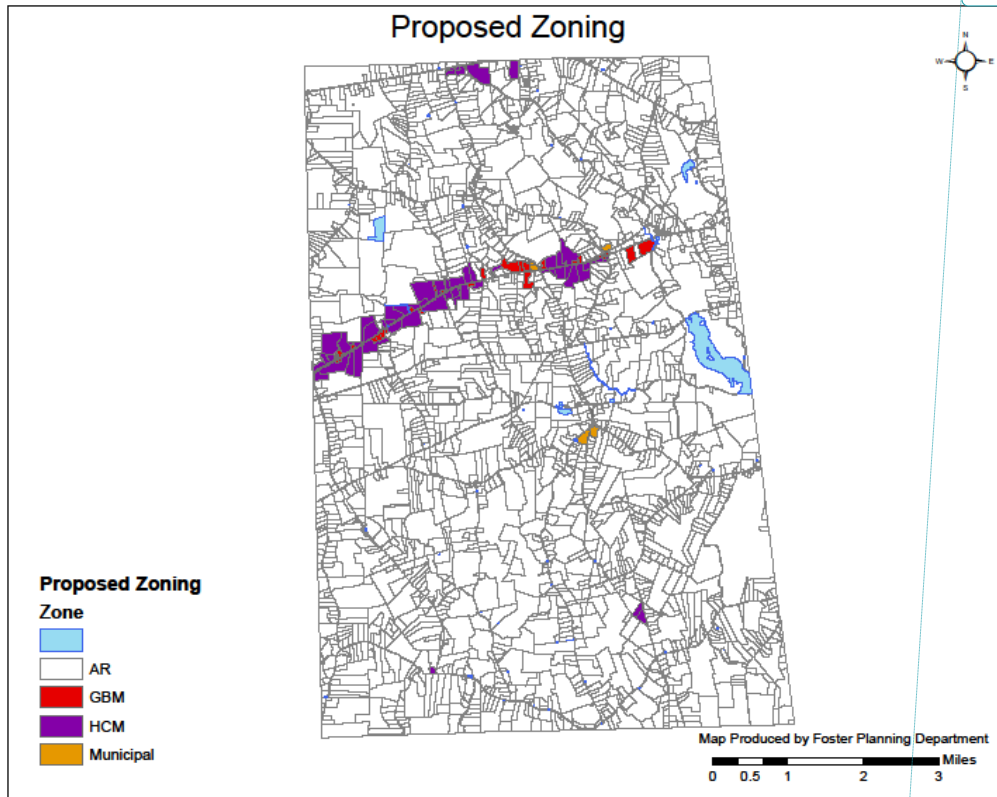 Proposed Zoning
N
W E
S
Proposed Zoning
Zone
AR
GBM
HCM
Municipal
Map Produced by Foster Planning Department
Miles
0 0.5 1 2 3